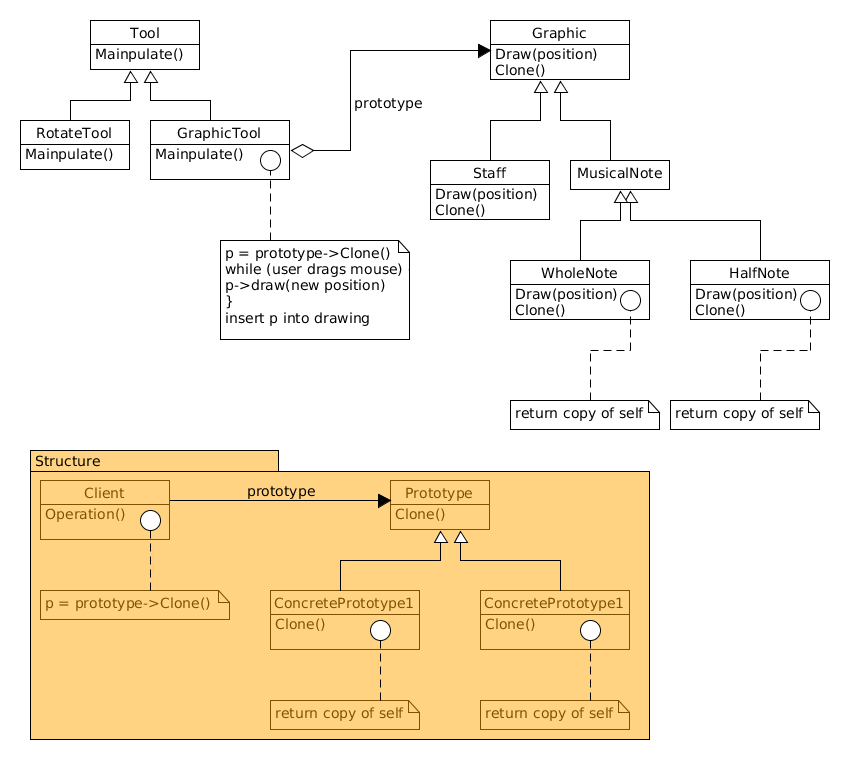 Tool
Mainpulate()
Graphic
Draw(position)
Clone()
prototype
RotateTool
Mainpulate()
GraphicTool
Mainpulate()
Staff
Draw(position)
Clone()
MusicalNote
p = prototype->Clone()
while (user drags mouse)
p->draw(new position)
}
insert p into drawing
WholeNote
Draw(position)
Clone()
HalfNote
Draw(position)
Clone()
return copy of self
return copy of self
Structure
Client
Operation()
prototype
Prototype
Clone()
p = prototype->Clone()
ConcretePrototype1
Clone()
ConcretePrototype1
Clone()
return copy of self
return copy of self